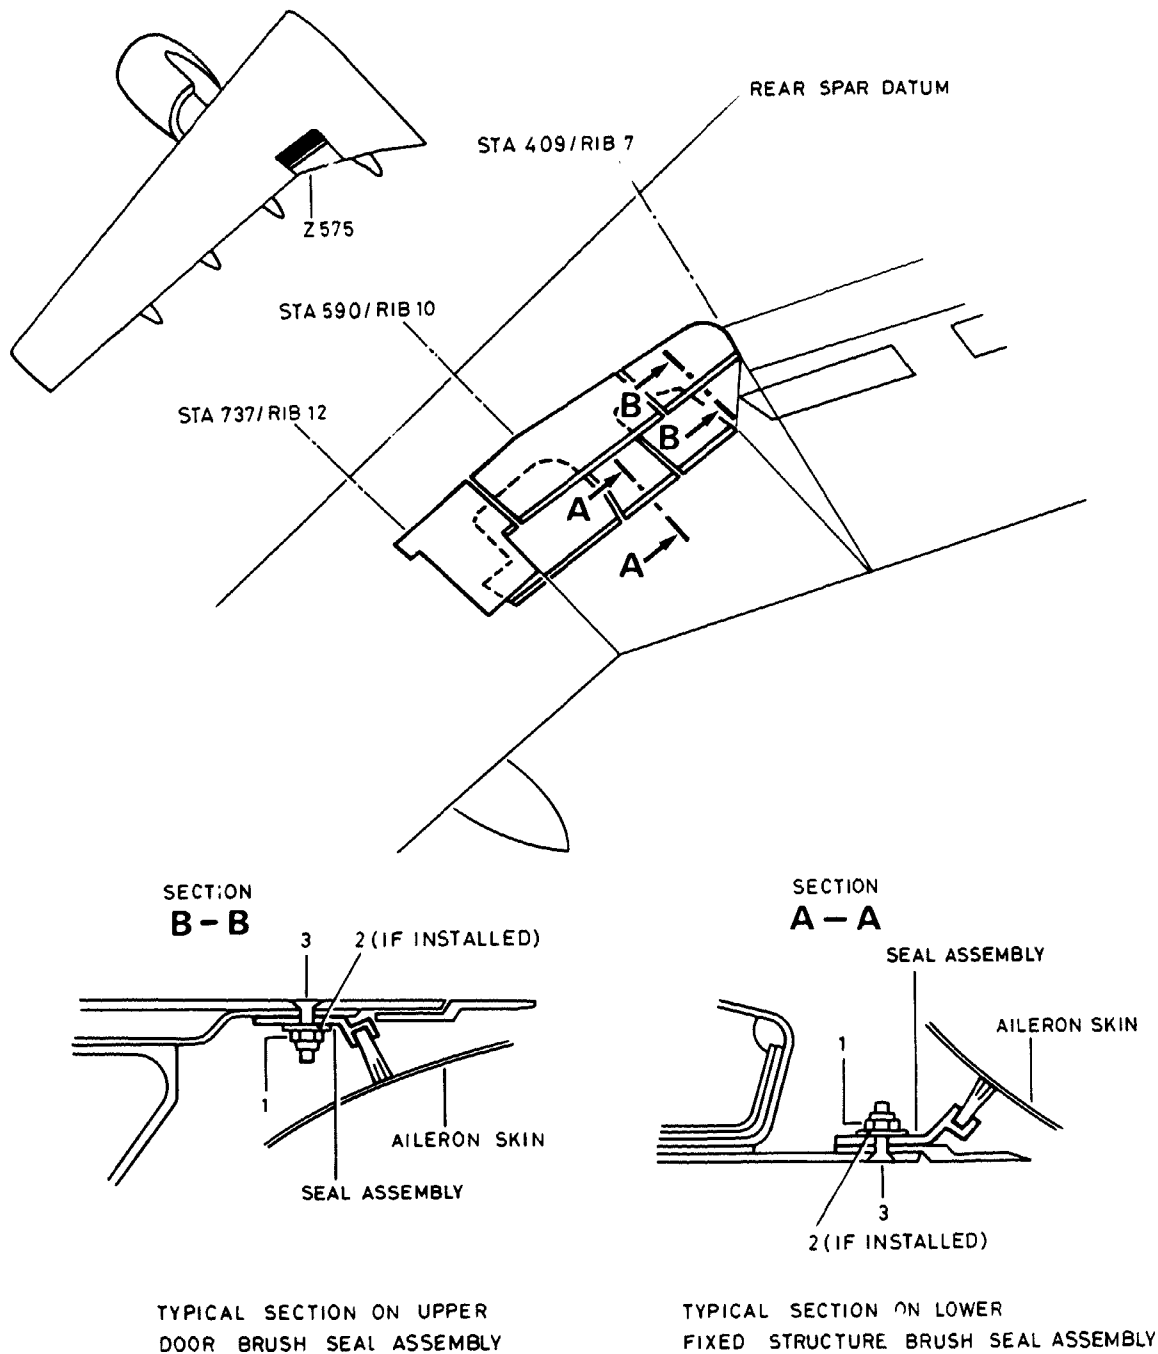 REAR SPAR DATUM
STA 409/RIB 7
Z575
STA 590/RIB 10
STA 737/RIB 12
B
B
A
A
SECTION
B-B
3
2 (IF INSTALLED)
1
AILERON SKIN
SEAL ASSEMBLY
SECTION
A-A
SEAL ASSEMBLY
AILERON SKIN
1
3
2 (IF INSTALLED)
TYPICAL SECTION ON UPPER
DOOR BRUSH SEAL ASSEMBLY
TYPICAL SECTION ON LOWER
FIXED STRUCTURE BRUSH SEAL ASSEMBLY